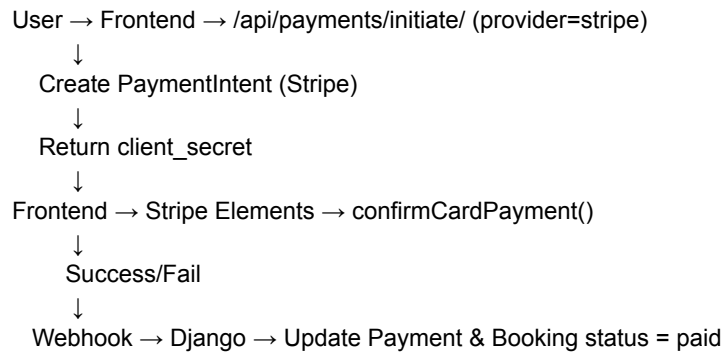 User → Frontend → /api/payments/initiate/ (provider=stripe)
↓
Create PaymentIntent (Stripe)
↓
Return client_secret
↓
Frontend → Stripe Elements → confirmCardPayment()
↓
Success/Fail
↓
Webhook → Django → Update Payment & Booking status = paid